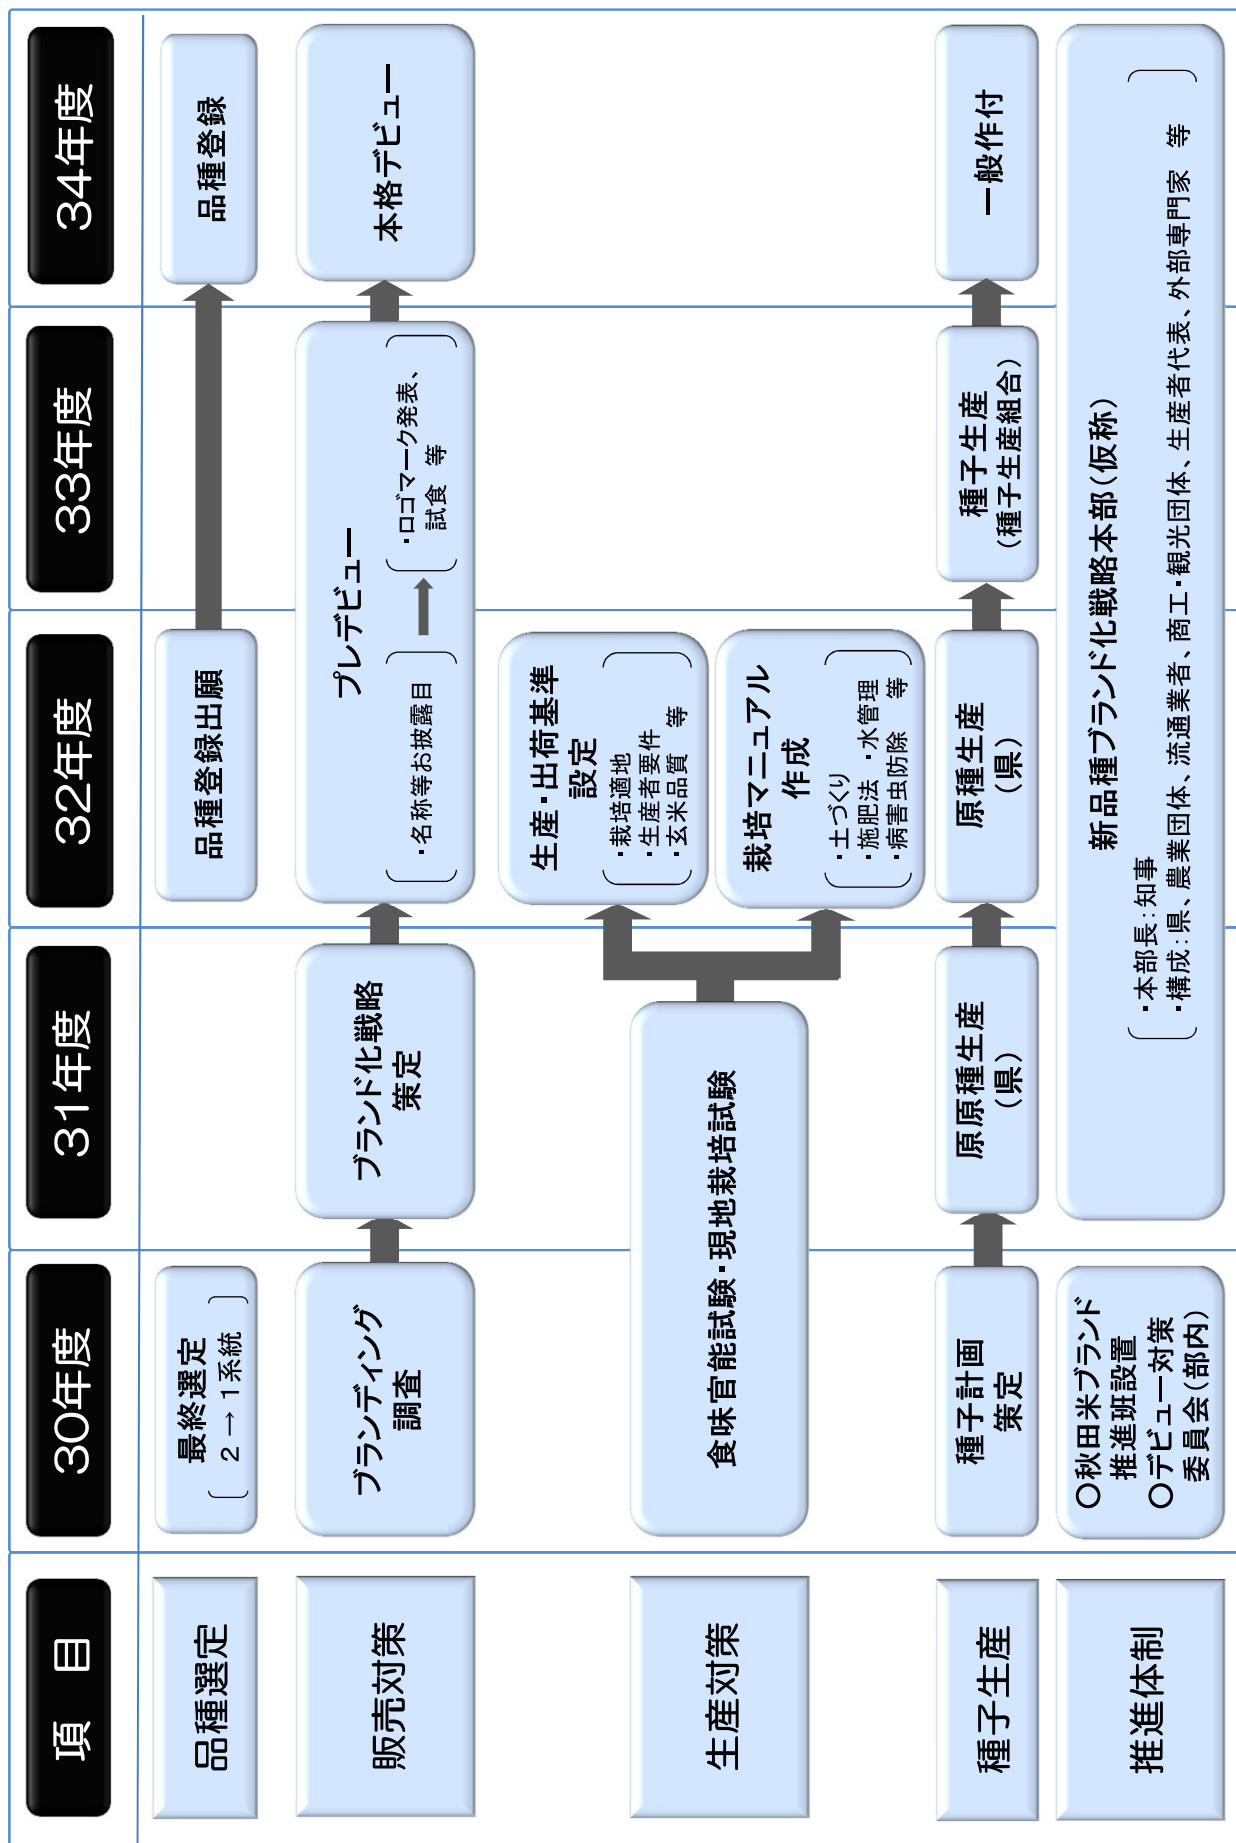 項　目
30年度
31年度
32年度
33年度
34年度
品種選定
最終選定
２→１系統
品種登録出願
品種登録
販売対策
ブランディング
調査
ブランド化戦略
策定
プレデビュー
・名称等お披露目
・ロゴマーク発表、
試食　等
本格デビュー
生産対策
食味官能試験・現地栽培試験
生産・出荷基準
設定
・栽培適地
・生産者要件
・玄米品質　等
栽培マニュアル
作成
・土づくり
・施肥法　・水管理
・病害虫防除　等
種子生産
種子計画
策定
原原種生産
（県）
原種生産
（県）
種子生産
（種子生産組合）
一般作付
推進体制
〇秋田米ブランド
推進班設置
〇デビュー対策
委員会（部内）
新品種ブランド化戦略本部（仮称）
・本部長：知事
・構成：県、農業団体、流通業者、商工・観光団体、生産者代表、外部専門家　等